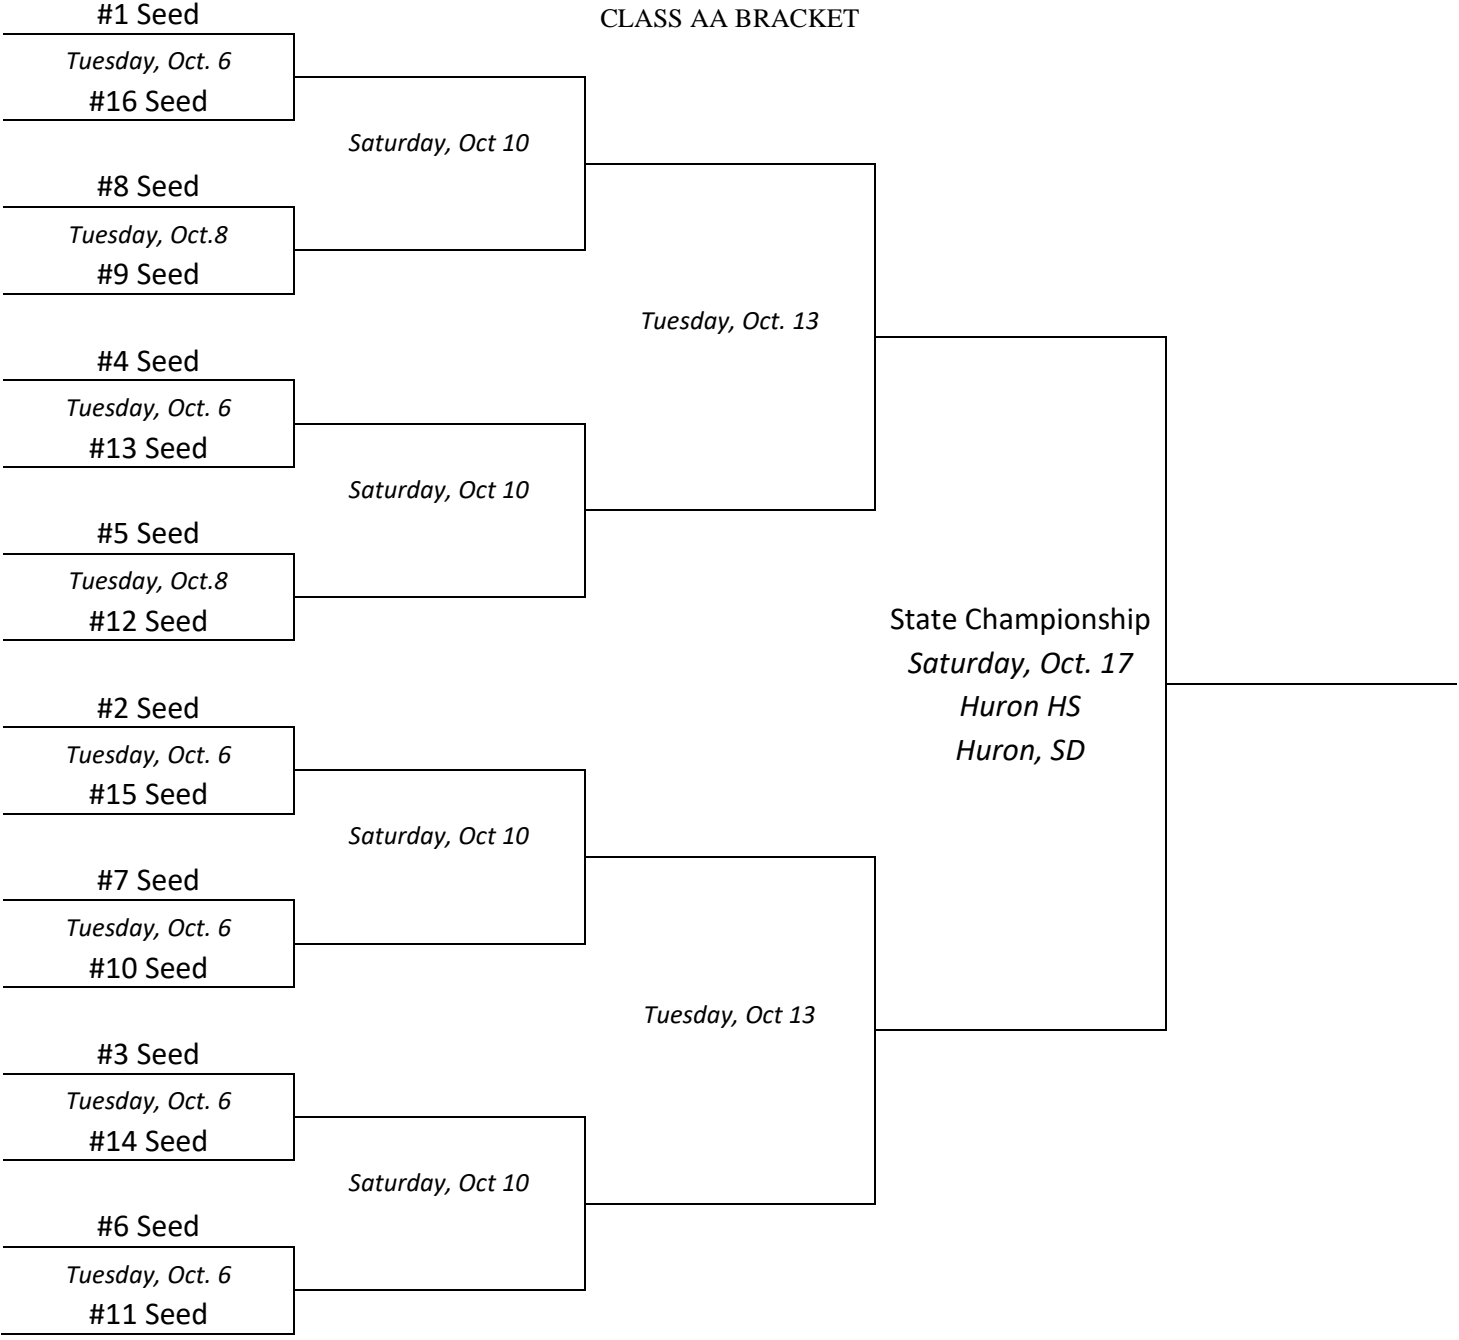 #1 Seed
CLASS AA BRACKET
Tuesday, Oct. 6
#16 Seed
Saturday, Oct 10
#8 Seed
Tuesday, Oct.8
#9 Seed
Tuesday, Oct. 13
#4 Seed
Tuesday, Oct. 6
#13 Seed
Saturday, Oct 10
#5 Seed
Tuesday, Oct.8
#12 Seed
State Championship
Saturday, Oct. 17
Huron HS
Huron, SD
#2 Seed
Tuesday, Oct. 6
#15 Seed
Saturday, Oct 10
#7 Seed
Tuesday, Oct. 6
#10 Seed
Tuesday, Oct 13
#3 Seed
Tuesday, Oct. 6
#14 Seed
Saturday, Oct 10
#6 Seed
Tuesday, Oct. 6
#11 Seed